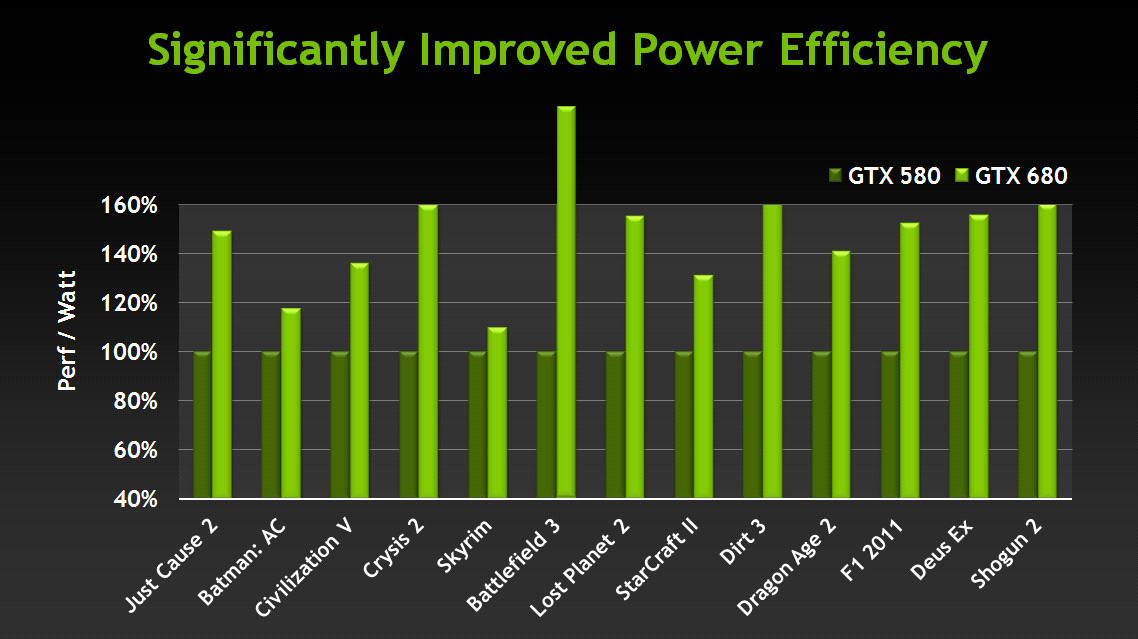 Significantly Improved Power Efficiency
GTX 580
GTX 680
160%
140%
120%
100%
80%
60%
40%
Perf / Watt
Just Cause 2
Batman: AC
Civilization V
Crysis 2
Skyrim
Battlefield 3
Lost Planet 2
StarCraft II
Dirt 3
Dragon Age 2
F1 2011
Deus Ex
Shogun 2